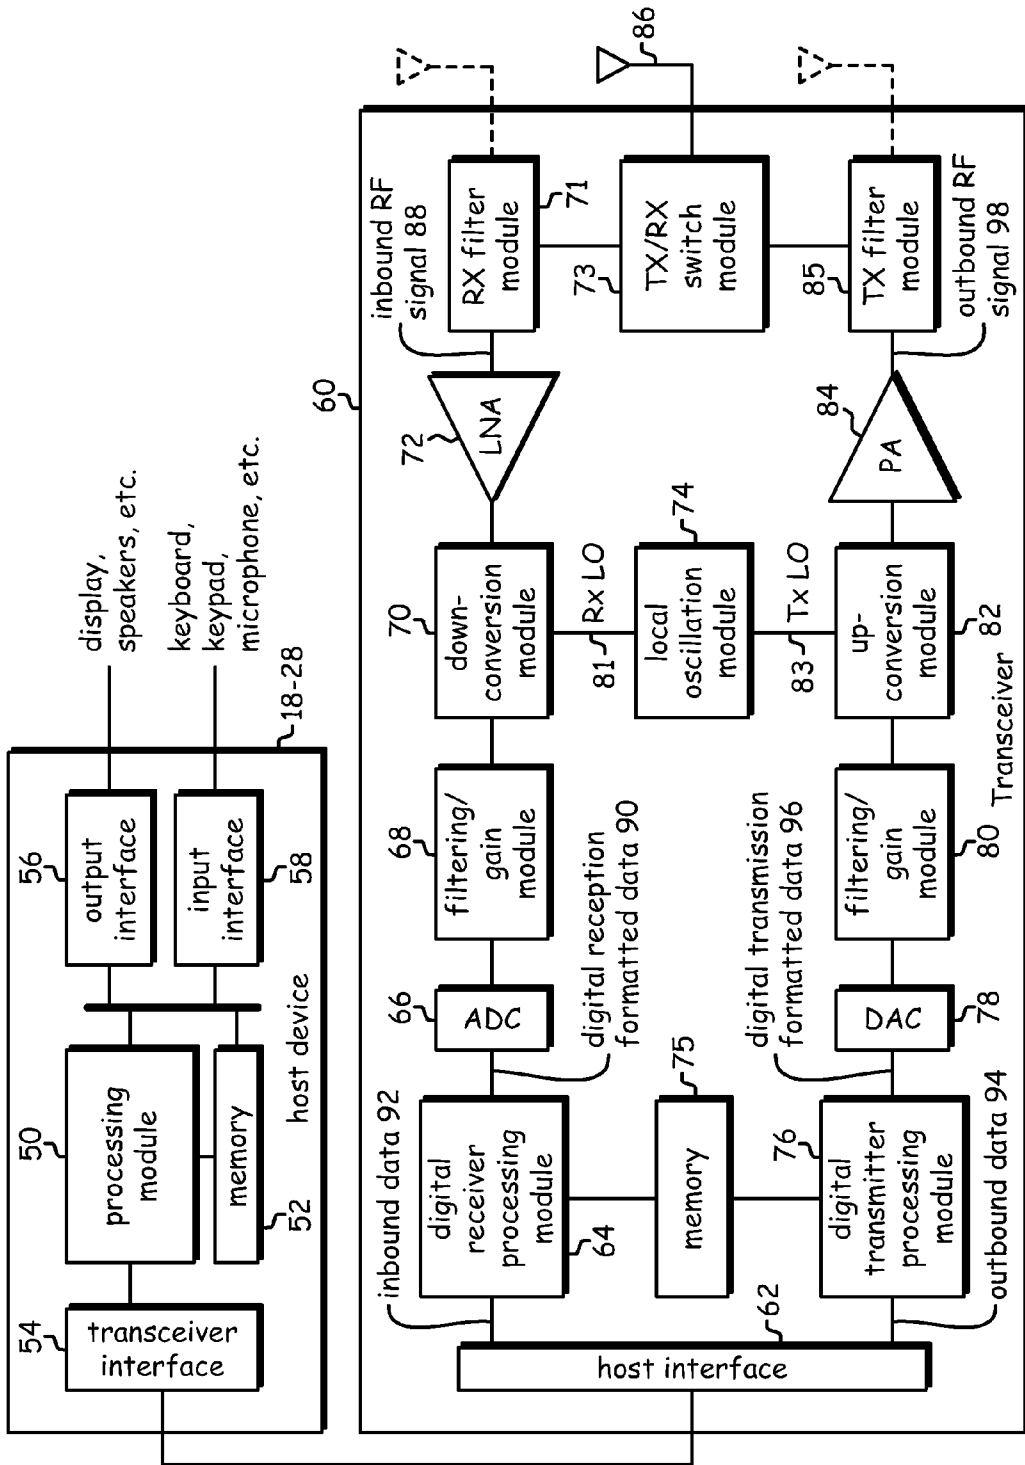 display,
speakers, etc.
keyboard,
keypad,
microphone, etc.
18-28
56
output
interface
input
interface
58
50
processing
module
memory
52
host device
54
transceiver
interface
60
inbound RF
signal 88
RX filter
module
71
86
72
LNA
73
TX/RX
switch
module
85
TX filter
module
outbound RF
signal 98
84
PA
70
down-
conversion
module
81
Rx LO
74
local
oscillation
module
83
Tx LO
up-
conversion
module
82
68
filtering/
gain
module
filtering/
gain
module
80
Transceiver
66
ADC
digital reception
formatted data 90
digital transmission
formatted data 96
DAC
78
inbound data 92
digital
receiver
processing
module
64
75
memory
76
digital
transmitter
processing
module
outbound data 94
62
host interface